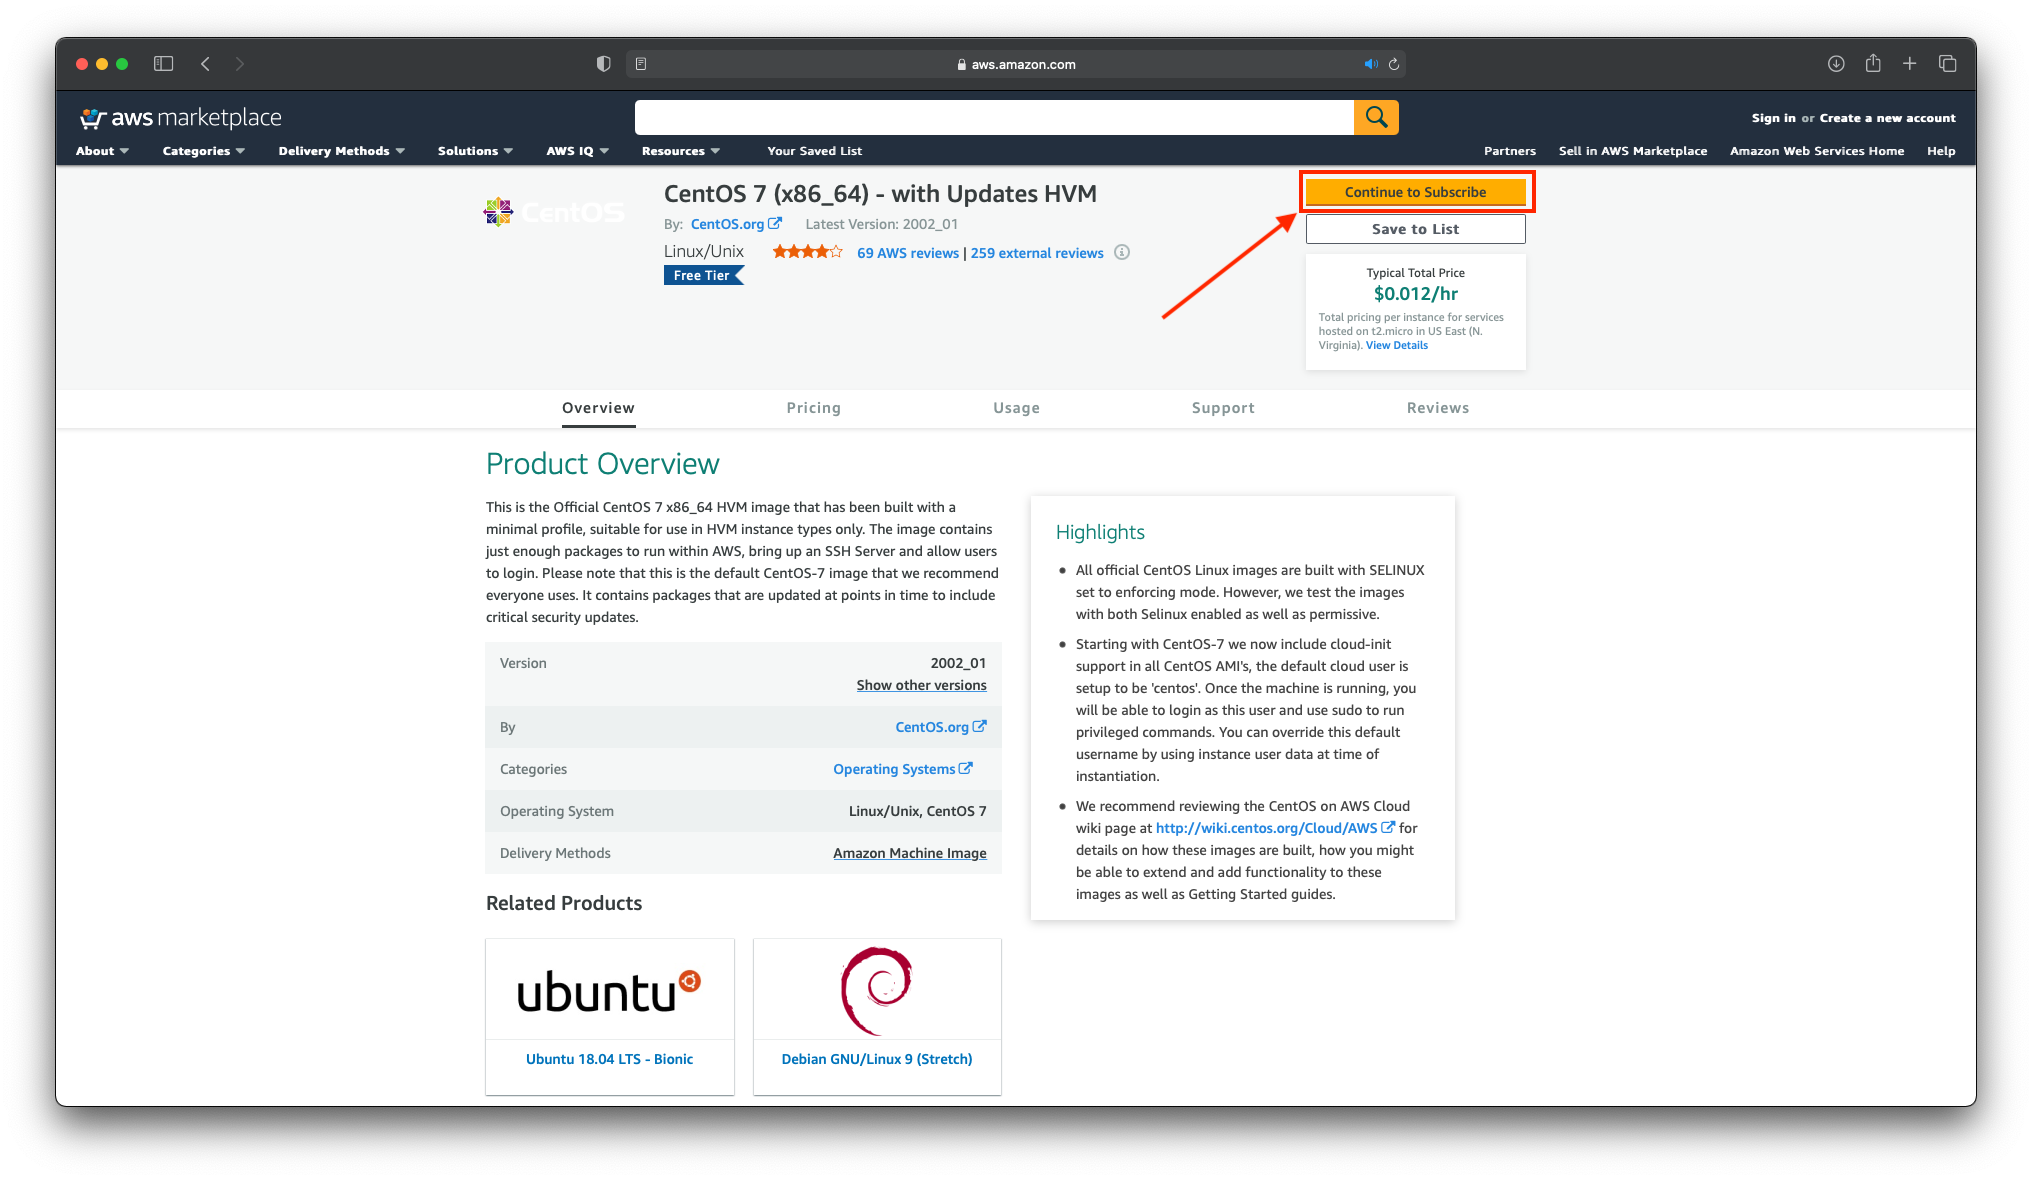 aws.amazon.com
aws marketplace
Sign in or Create a new account
About Categories Delivery Methods Solutions AWS IQ Resources Your Saved List Partners Sell in AWS Marketplace Amazon Web Services Home Help
CentOS
CentOS 7 (x86_64) - with Updates HVM
By: CentOS.org Latest Version: 2002_01
Linux/Unix 69 AWS reviews | 259 external reviews
Free Tier
Continue to Subscribe
Save to List
Typical Total Price
$0.012/hr
Total pricing per instance for services
hosted on t2.micro in US East (N.
Virginia). View Details
Overview Pricing Usage Support Reviews
Product Overview
This is the Official CentOS 7 x86_64 HVM image that has been built with a
minimal profile, suitable for use in HVM instance types only. The image contains
just enough packages to run within AWS, bring up an SSH Server and allow users
to login. Please note that this is the default CentOS-7 image that we recommend
everyone uses. It contains packages that are updated at points in time to include
critical security updates.
Version 2002_01
Show other versions
By CentOS.org
Categories Operating Systems
Operating System Linux/Unix, CentOS 7
Delivery Methods Amazon Machine Image
Highlights
All official CentOS Linux images are built with SELINUX
set to enforcing mode. However, we test the images
with both Selinux enabled as well as permissive.
Starting with CentOS-7 we now include cloud-init
support in all CentOS AMI's, the default cloud user is
setup to be 'centos'. Once the machine is running, you
will be able to login as this user and use sudo to run
privileged commands. You can override this default
username by using instance user data at time of
instantiation.
We recommend reviewing the CentOS on AWS Cloud
wiki page at http://wiki.centos.org/Cloud/AWS for
details on how these images are built, how you might
be able to extend and add functionality to these
images as well as Getting Started guides.
Related Products
ubuntu
Ubuntu 18.04 LTS - Bionic
Debian GNU/Linux 9 (Stretch)